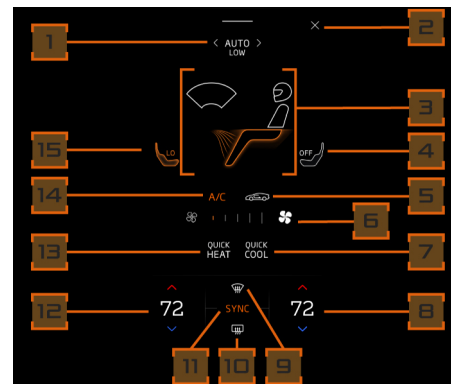 1
2
< AUTO >
LOW
3
15
LO
OFF
4
14
A/C
5
6
13
QUICK
HEAT
QUICK
COOL
7
12
72
SYNC
72
8
11
10
9